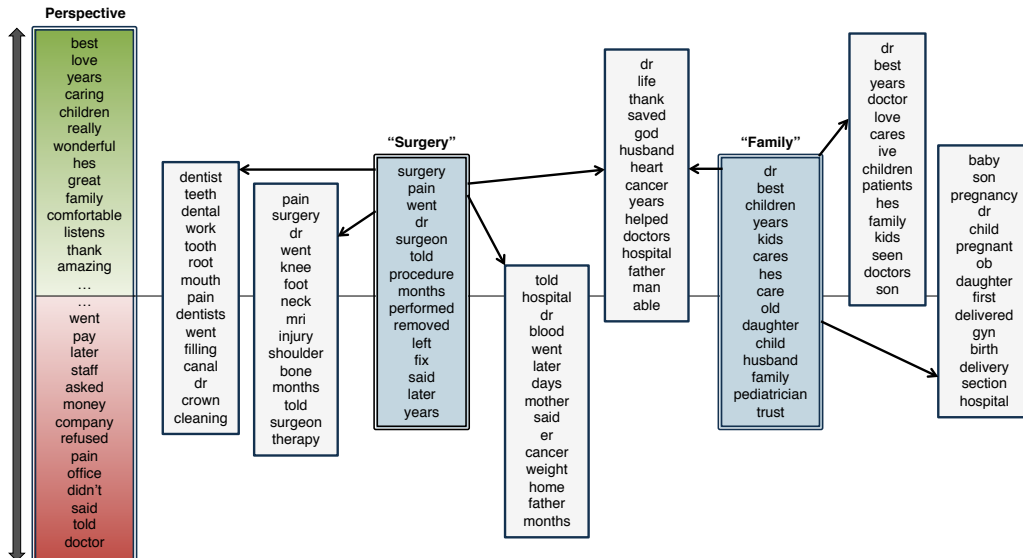 Perspective
best
love
years
caring
children
really
wonderful
hes
great
family
comfortable
listens
thank
amazing
…
…
went
pay
later
staff
asked
money
company
refused
pain
office
didn't
said
told
doctor
dentist
teeth
dental
work
tooth
root
mouth
pain
dentists
went
filling
canal
dr
crown
cleaning
pain
surgery
dr
went
knee
foot
neck
mri
injury
shoulder
bone
months
told
surgeon
therapy
“Surgery”
surgery
pain
went
dr
surgeon
told
procedure
months
performed
removed
left
fix
said
later
years
told
hospital
dr
blood
went
later
days
mother
said
er
cancer
weight
home
father
months
dr
life
thank
saved
god
husband
heart
cancer
years
helped
doctors
hospital
father
man
able
“Family”
dr
best
children
years
kids
cares
hes
care
old
daughter
child
husband
family
pediatrician
trust
dr
best
years
doctor
love
cares
ive
children
patients
hes
family
kids
seen
doctors
son
baby
son
pregnancy
dr
child
pregnant
ob
daughter
first
delivered
gyn
birth
delivery
section
hospital